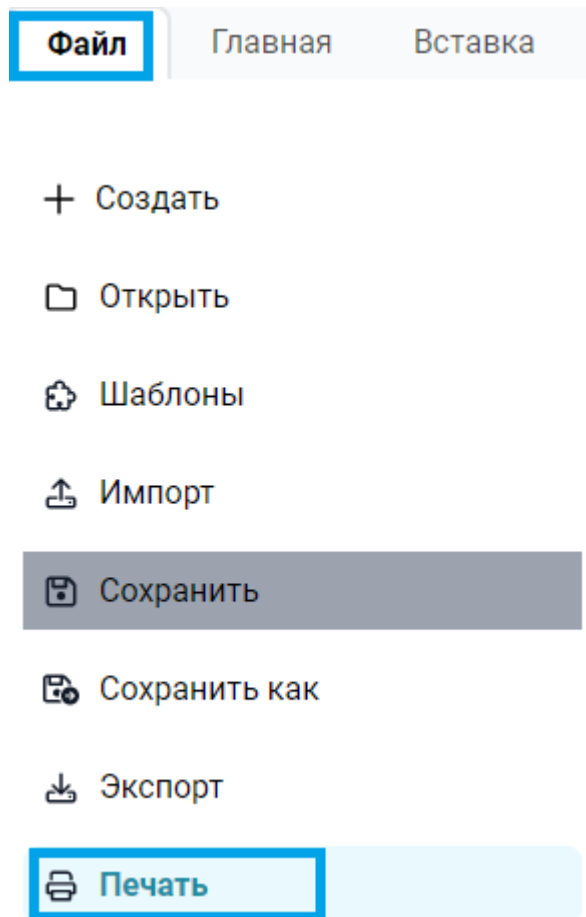 Файл Главная Вставка
Создать
Открыть
Шаблоны
Импорт
Сохранить
Сохранить как
Экспорт
Печать